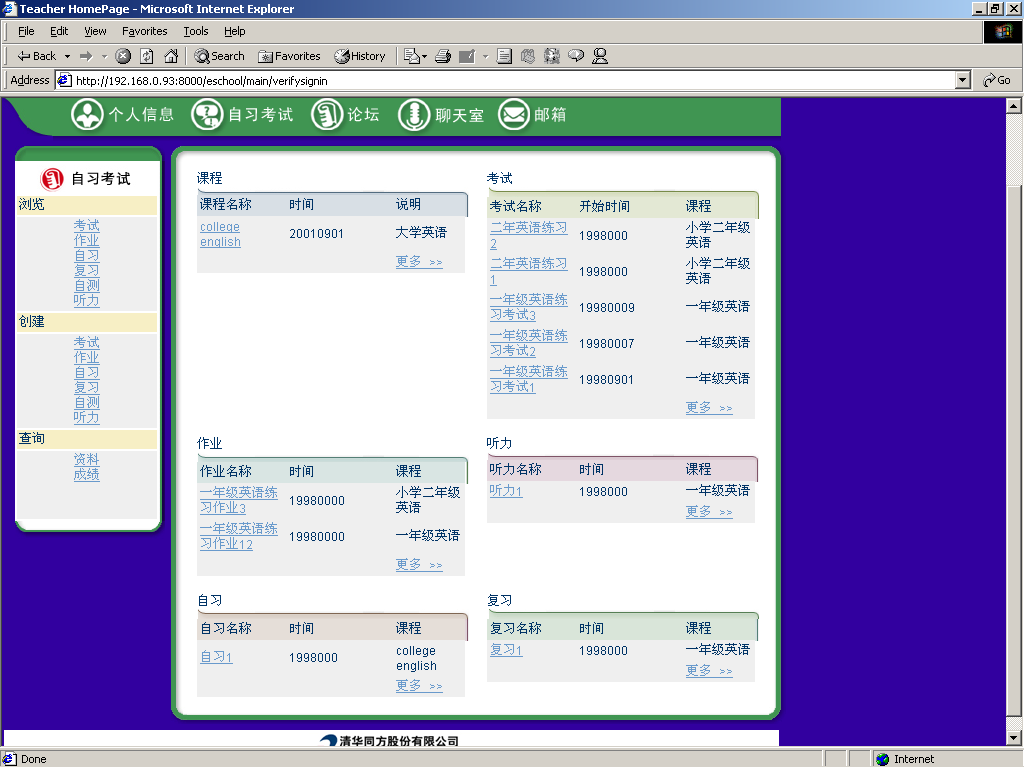 Teacher HomePage - Microsoft Internet Explorer
File Edit View Favorites Tools Help
Back Search Favorites History
Address http://192.168.0.93:8000/eschool/main/verifysignin Go
个人信息 自习考试 论坛 聊天室 邮箱
自习考试
浏览
考试
作业
自习
复习
自测
听力
创建
考试
作业
自习
复习
自测
听力
查询
资料
成绩
课程
课程名称 时间 说明
college
english
20010901
大学英语
更多 >>
考试
考试名称 开始时间 课程
二年英语练习
2
1998000
小学二年级
英语
二年英语练习
1
1998000
小学二年级
英语
一年级英语练
习考试3
19980009
一年级英语
一年级英语练
习考试2
19980007
一年级英语
一年级英语练
习考试1
19980901
一年级英语
更多 >>
作业
作业名称 时间 课程
一年级英语练
习作业3
19980000
小学二年级
英语
一年级英语练
习作业12
19980000
一年级英语
更多 >>
听力
听力名称 时间 课程
听力1 19980000 一年级英语
更多 >>
自习
自习名称 时间 课程
自习1 1998000
college
english
更多 >>
复习
复习名称 时间 课程
复习1 1998000 一年级英语
更多 >>
清华同方股份有限公司
Done Internet